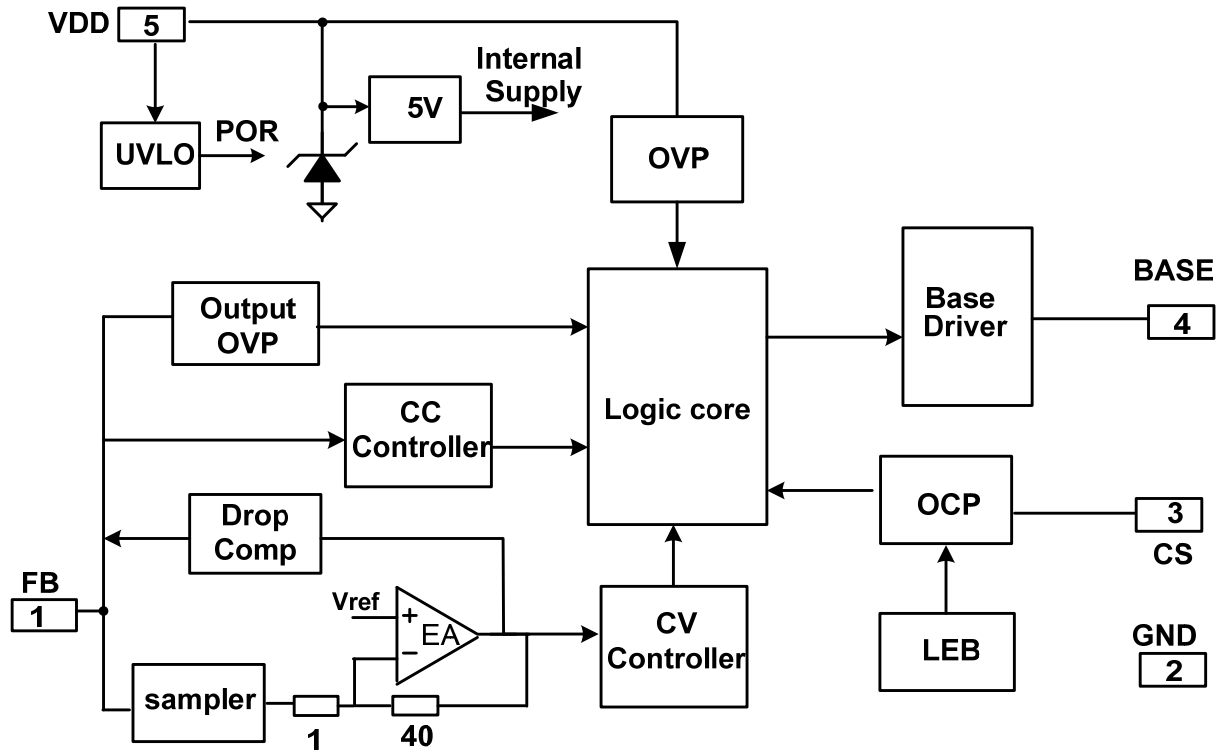 VDD
5
Internal
Supply
5V
POR
UVLO
OVP
BASE
4
Base
Driver
Output
OVP
Logic core
CC
Controller
OCP
3
CS
Drop
Comp
FB
1
Vref
+
EA
−
CV
Controller
LEB
GND
2
sampler
1
40